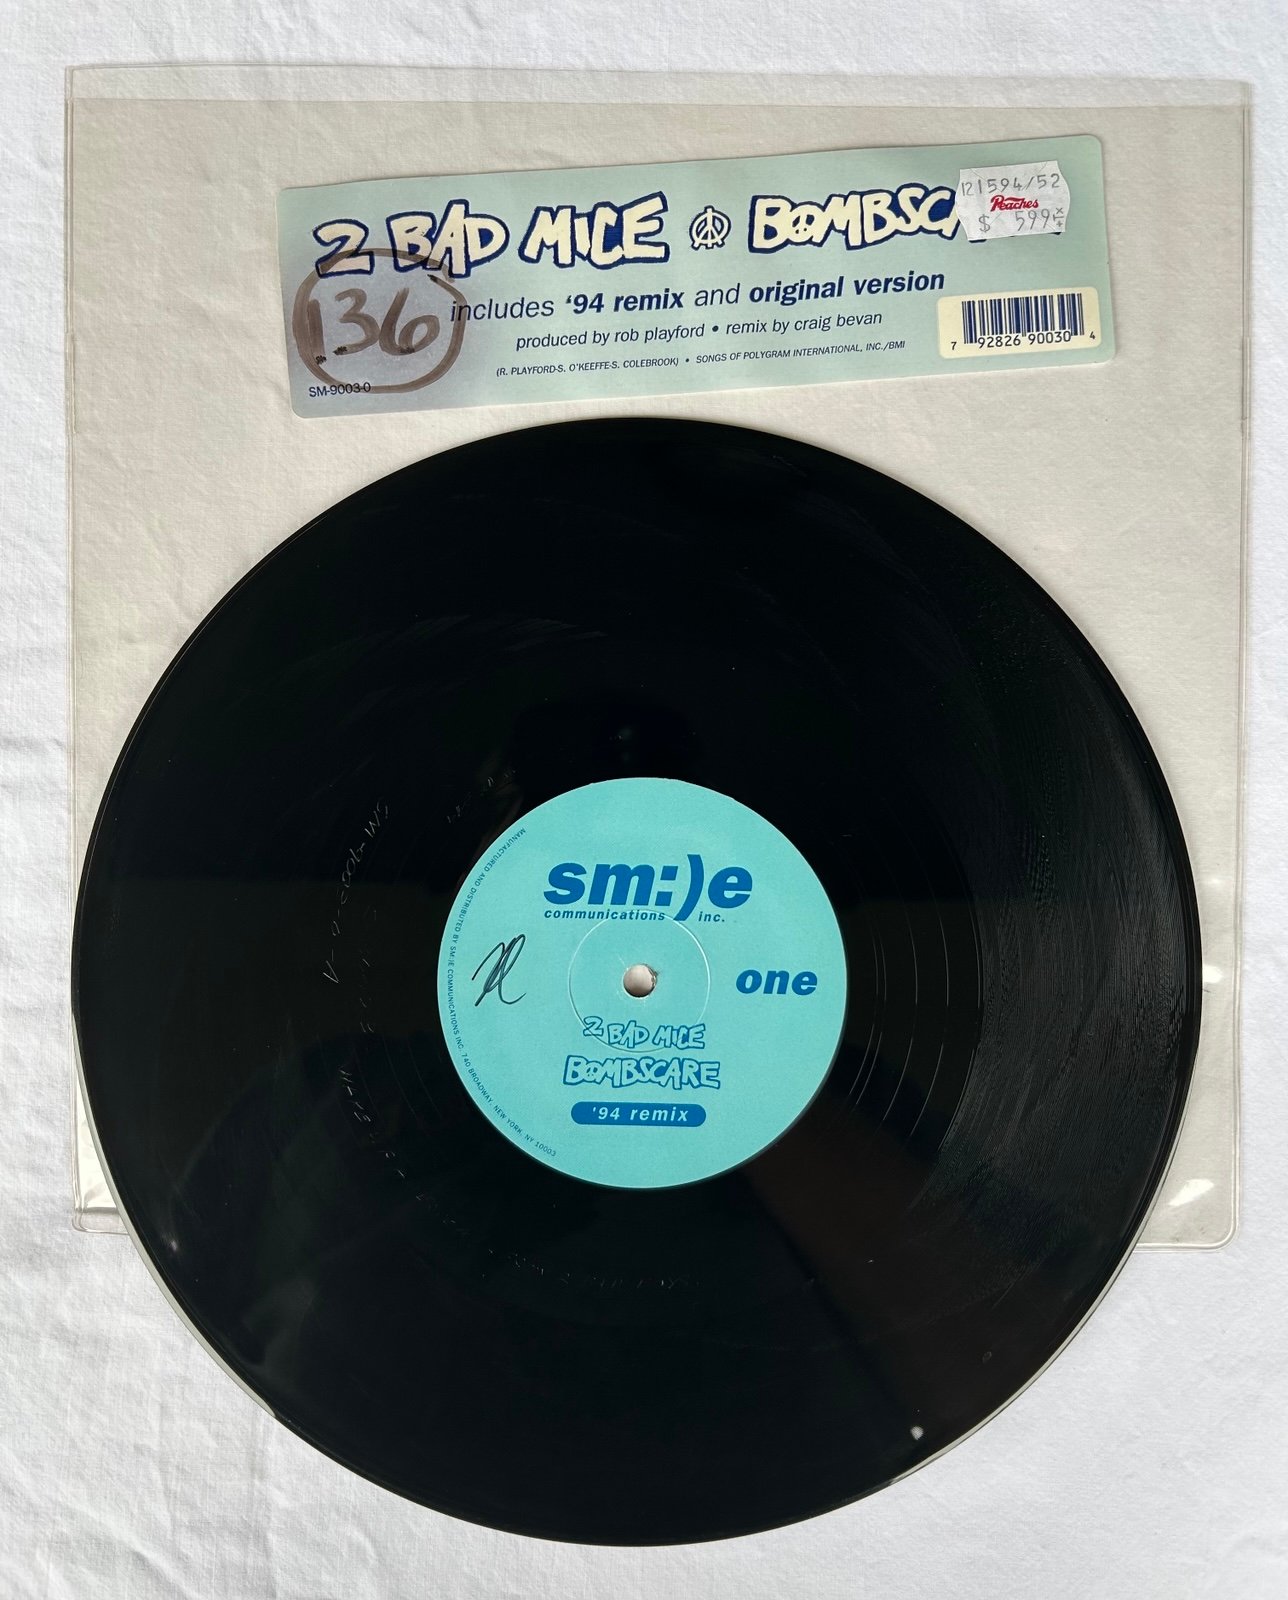 2 BAD MICE BOMBSCA
121594/52
Peaches
$ 599
136
includes '94 remix and original version
produced by rob playford • remix by craig bevan
(R. PLAYFORD-S. O'KEEFFE-S. COLEBROOK) • SONGS OF POLYGRAM INTERNATIONAL, INC./BMI
SM-9003-0
7 92826 90030 4
sm:)e
communications inc.
one
2 BAD MICE
BOMBSCARE
'94 remix
MANUFACTURED AND DISTRIBUTED BY SM:)E COMMUNICATIONS INC. 740 BROADWAY, NEW YORK, NY 10003
SM-9003-0-A